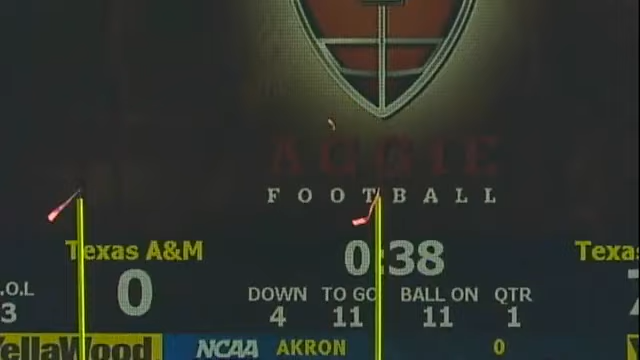 AGGIE
FOOTBALL
Texas A&M 0:38
.O.L 0 DOWN TO GO BALL ON QTR
3 4 11 11 1
YellaWood NCAA AKRON 0